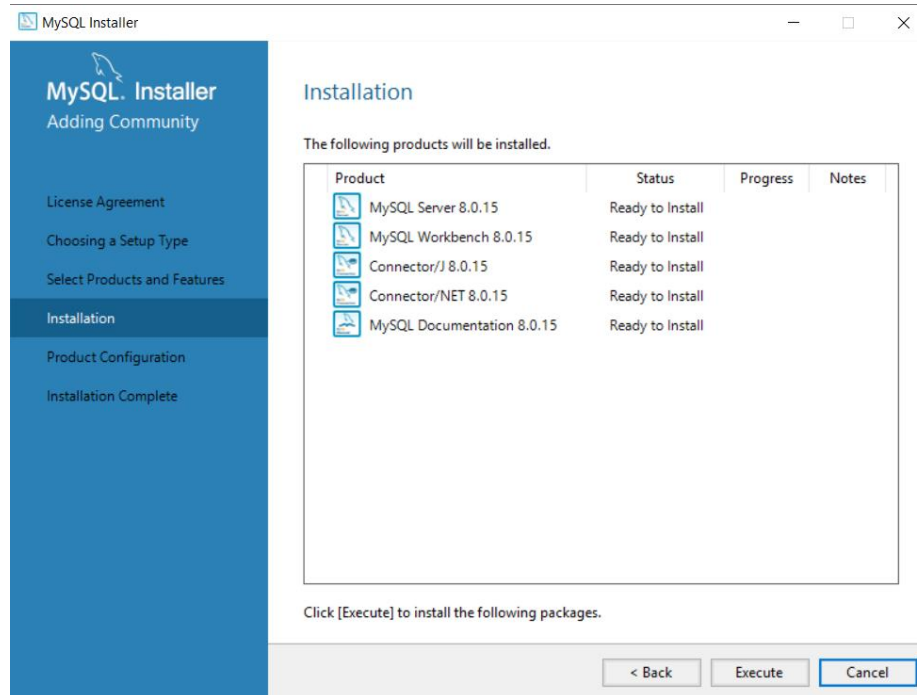 MySQL Installer
MySQL. Installer
Adding Community
License Agreement
Choosing a Setup Type
Select Products and Features
Installation
Product Configuration
Installation Complete
Installation
The following products will be installed.
Product Status Progress Notes
MySQL Server 8.0.15 Ready to Install
MySQL Workbench 8.0.15 Ready to Install
Connector/J 8.0.15 Ready to Install
Connector/NET 8.0.15 Ready to Install
MySQL Documentation 8.0.15 Ready to Install
Click [Execute] to install the following packages.
< Back Execute Cancel